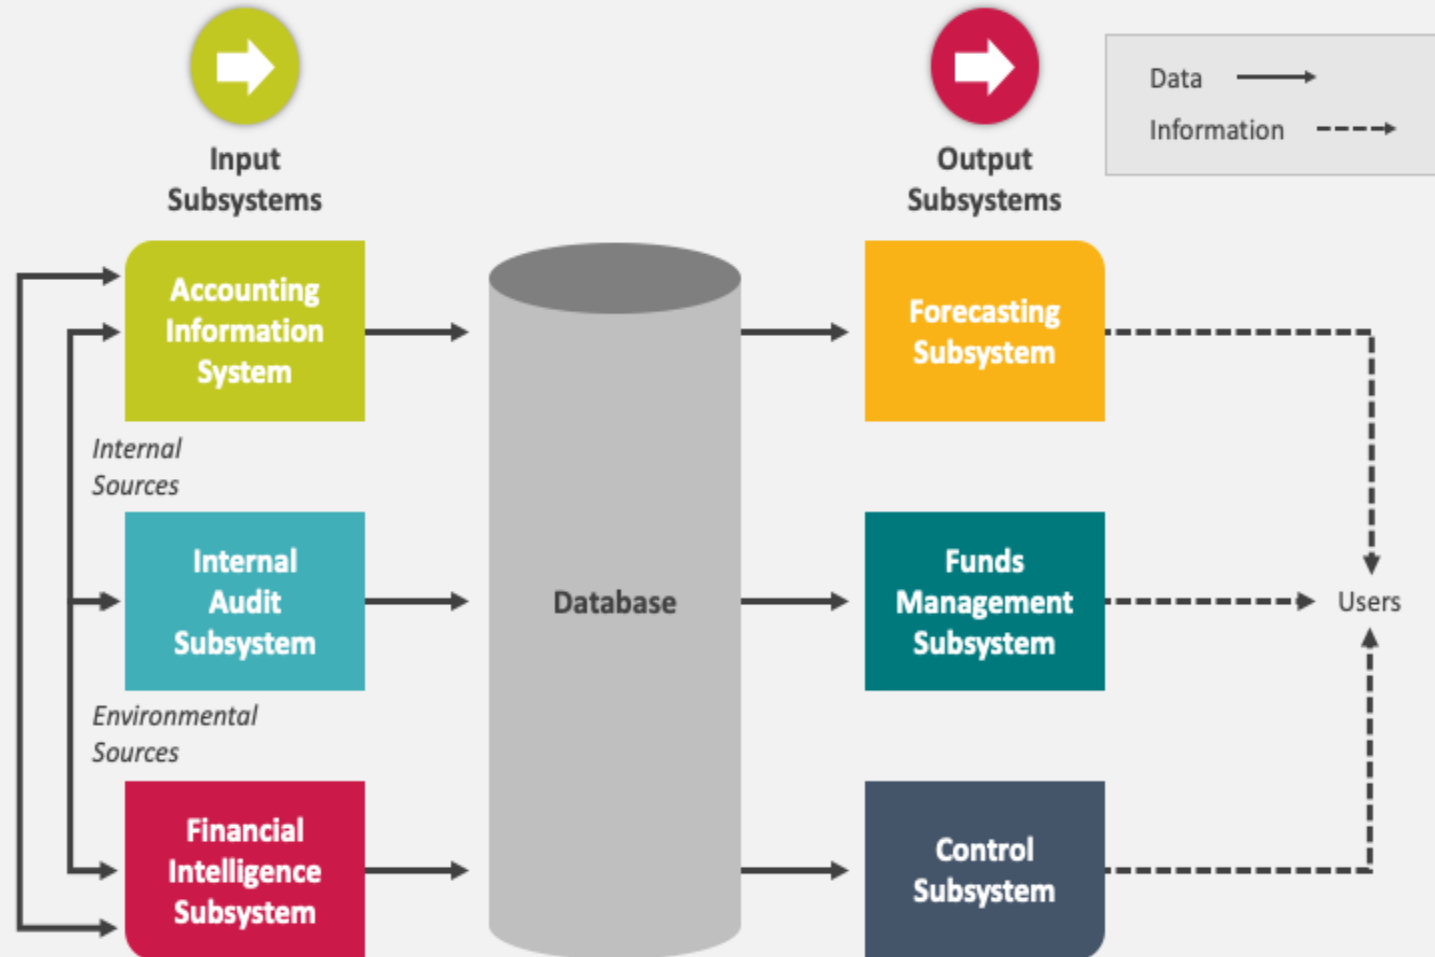 Input
Subsystems
Output
Subsystems
Data
Information
Accounting
Information
System
Forecasting
Subsystem
Internal
Sources
Internal
Audit
Subsystem
Database
Funds
Management
Subsystem
Users
Environmental
Sources
Financial
Intelligence
Subsystem
Control
Subsystem